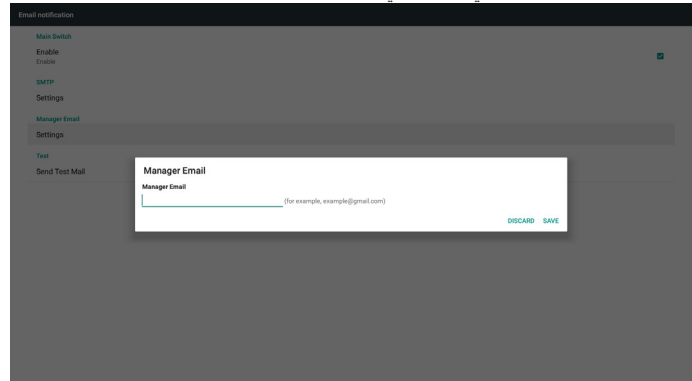 Email notification
Main Switch
Enable
Enable
SMTP
Settings
Manager Email
Settings
Test
Send Test Mail
Manager Email
Manager Email
(for example, example@gmail.com)
DISCARD SAVE